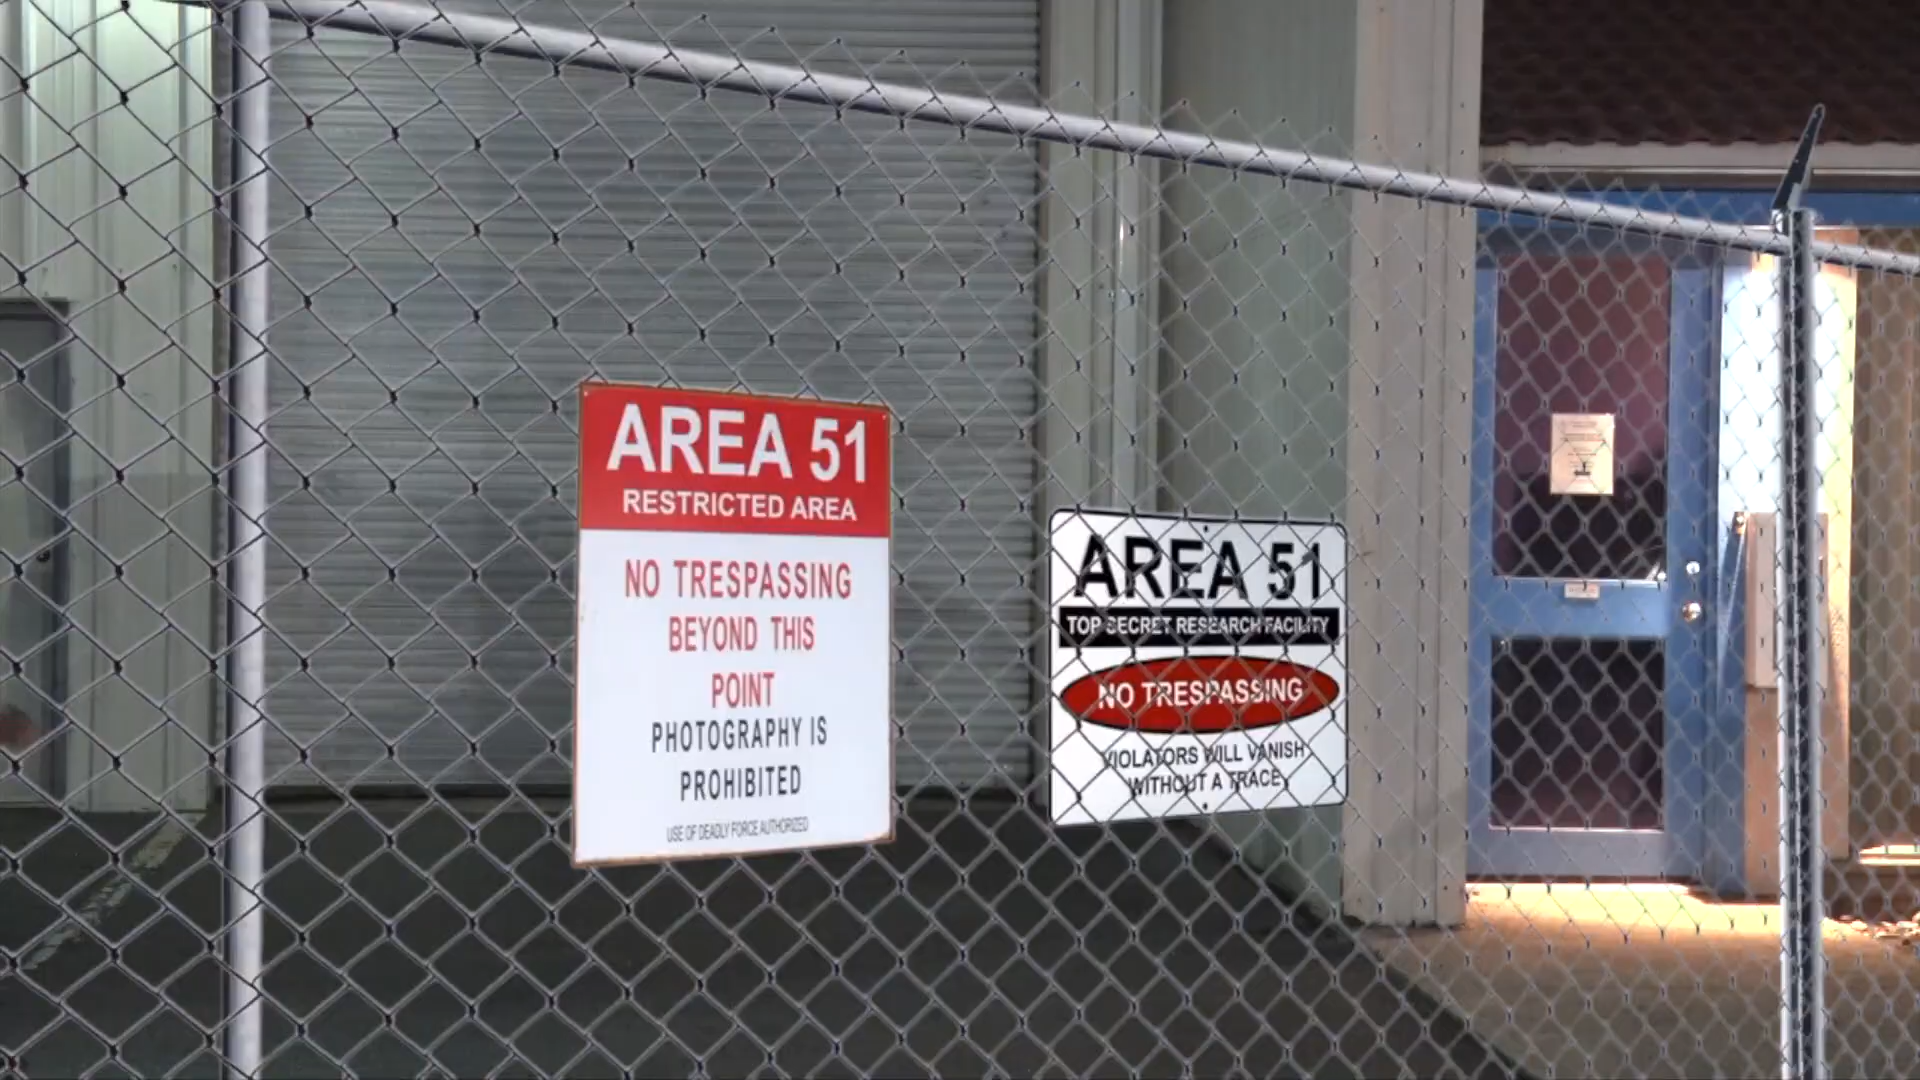 AREA 51
RESTRICTED AREA
NO TRESPASSING
BEYOND THIS
POINT
PHOTOGRAPHY IS
PROHIBITED
USE OF DEADLY FORCE AUTHORIZED
AREA 51
TOP SECRET RESEARCH FACILITY
NO TRESPASSING
VIOLATORS WILL VANISH
WITHOUT A TRACE